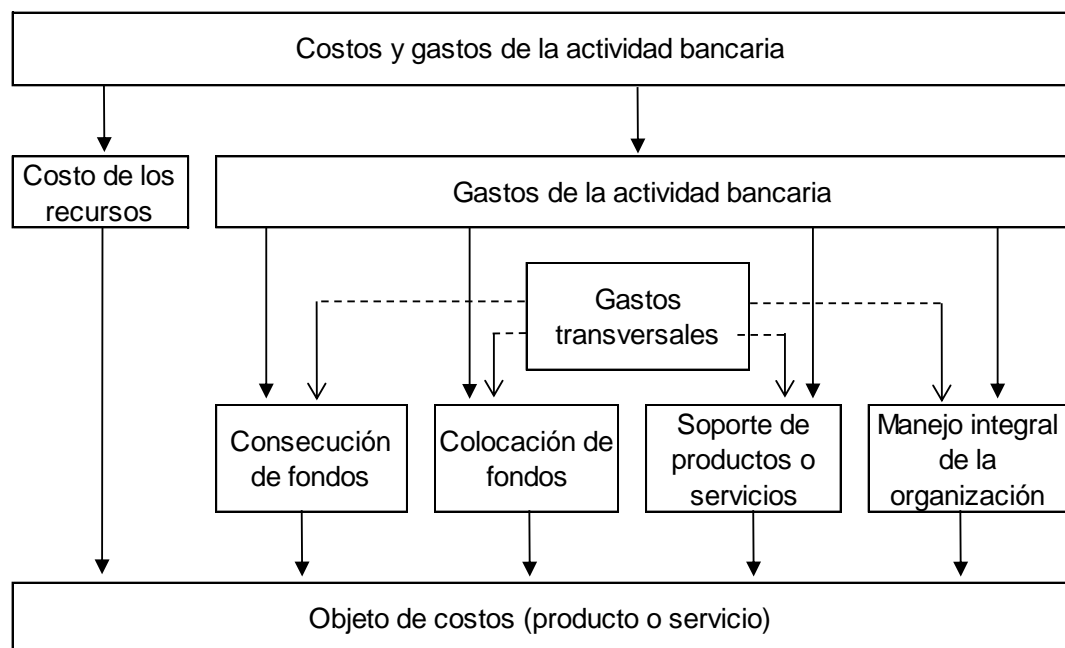 Costos y gastos de la actividad bancaria
Costo de los
recursos
Gastos de la actividad bancaria
Gastos
transversales
Consecución
de fondos
Colocación de
fondos
Soporte de
productos o
servicios
Manejo integral
de la
organización
Objeto de costos (producto o servicio)